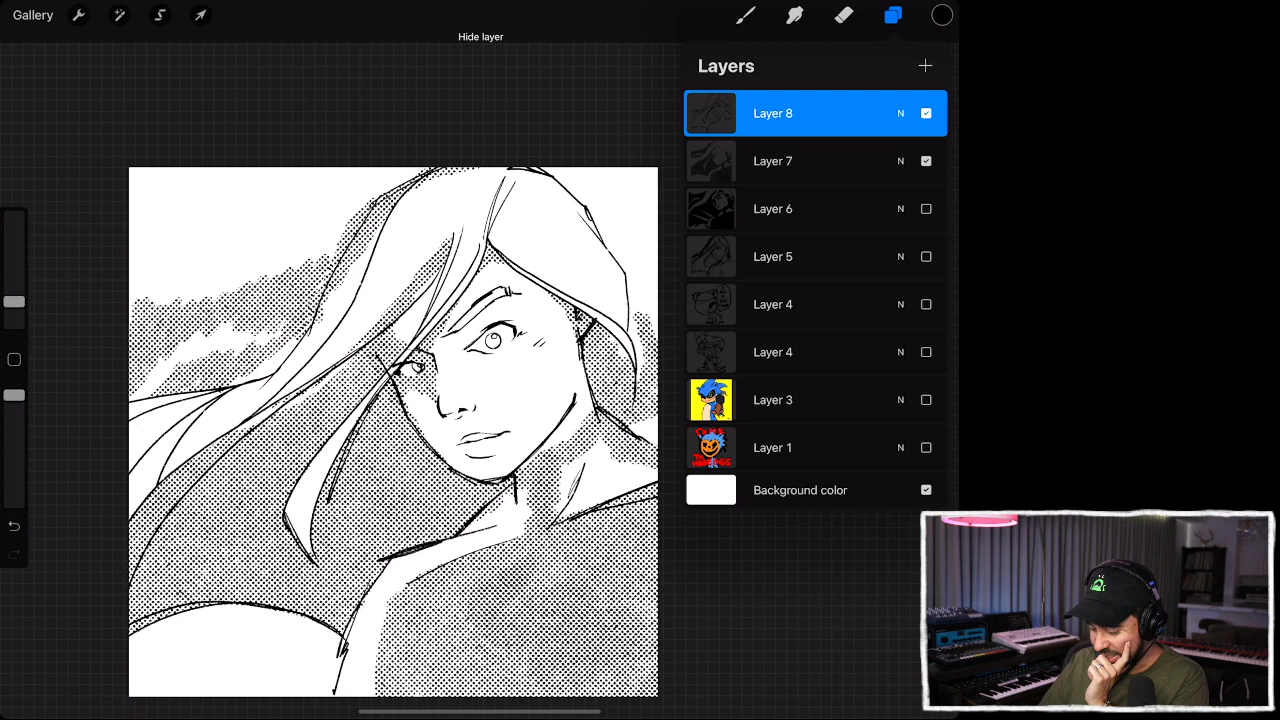 Gallery
Hide layer
Layers
Layer 8 N
Layer 7 N
Layer 6 N
Layer 5 N
Layer 4 N
Layer 4 N
Layer 3 N
Layer 1 N
Background color